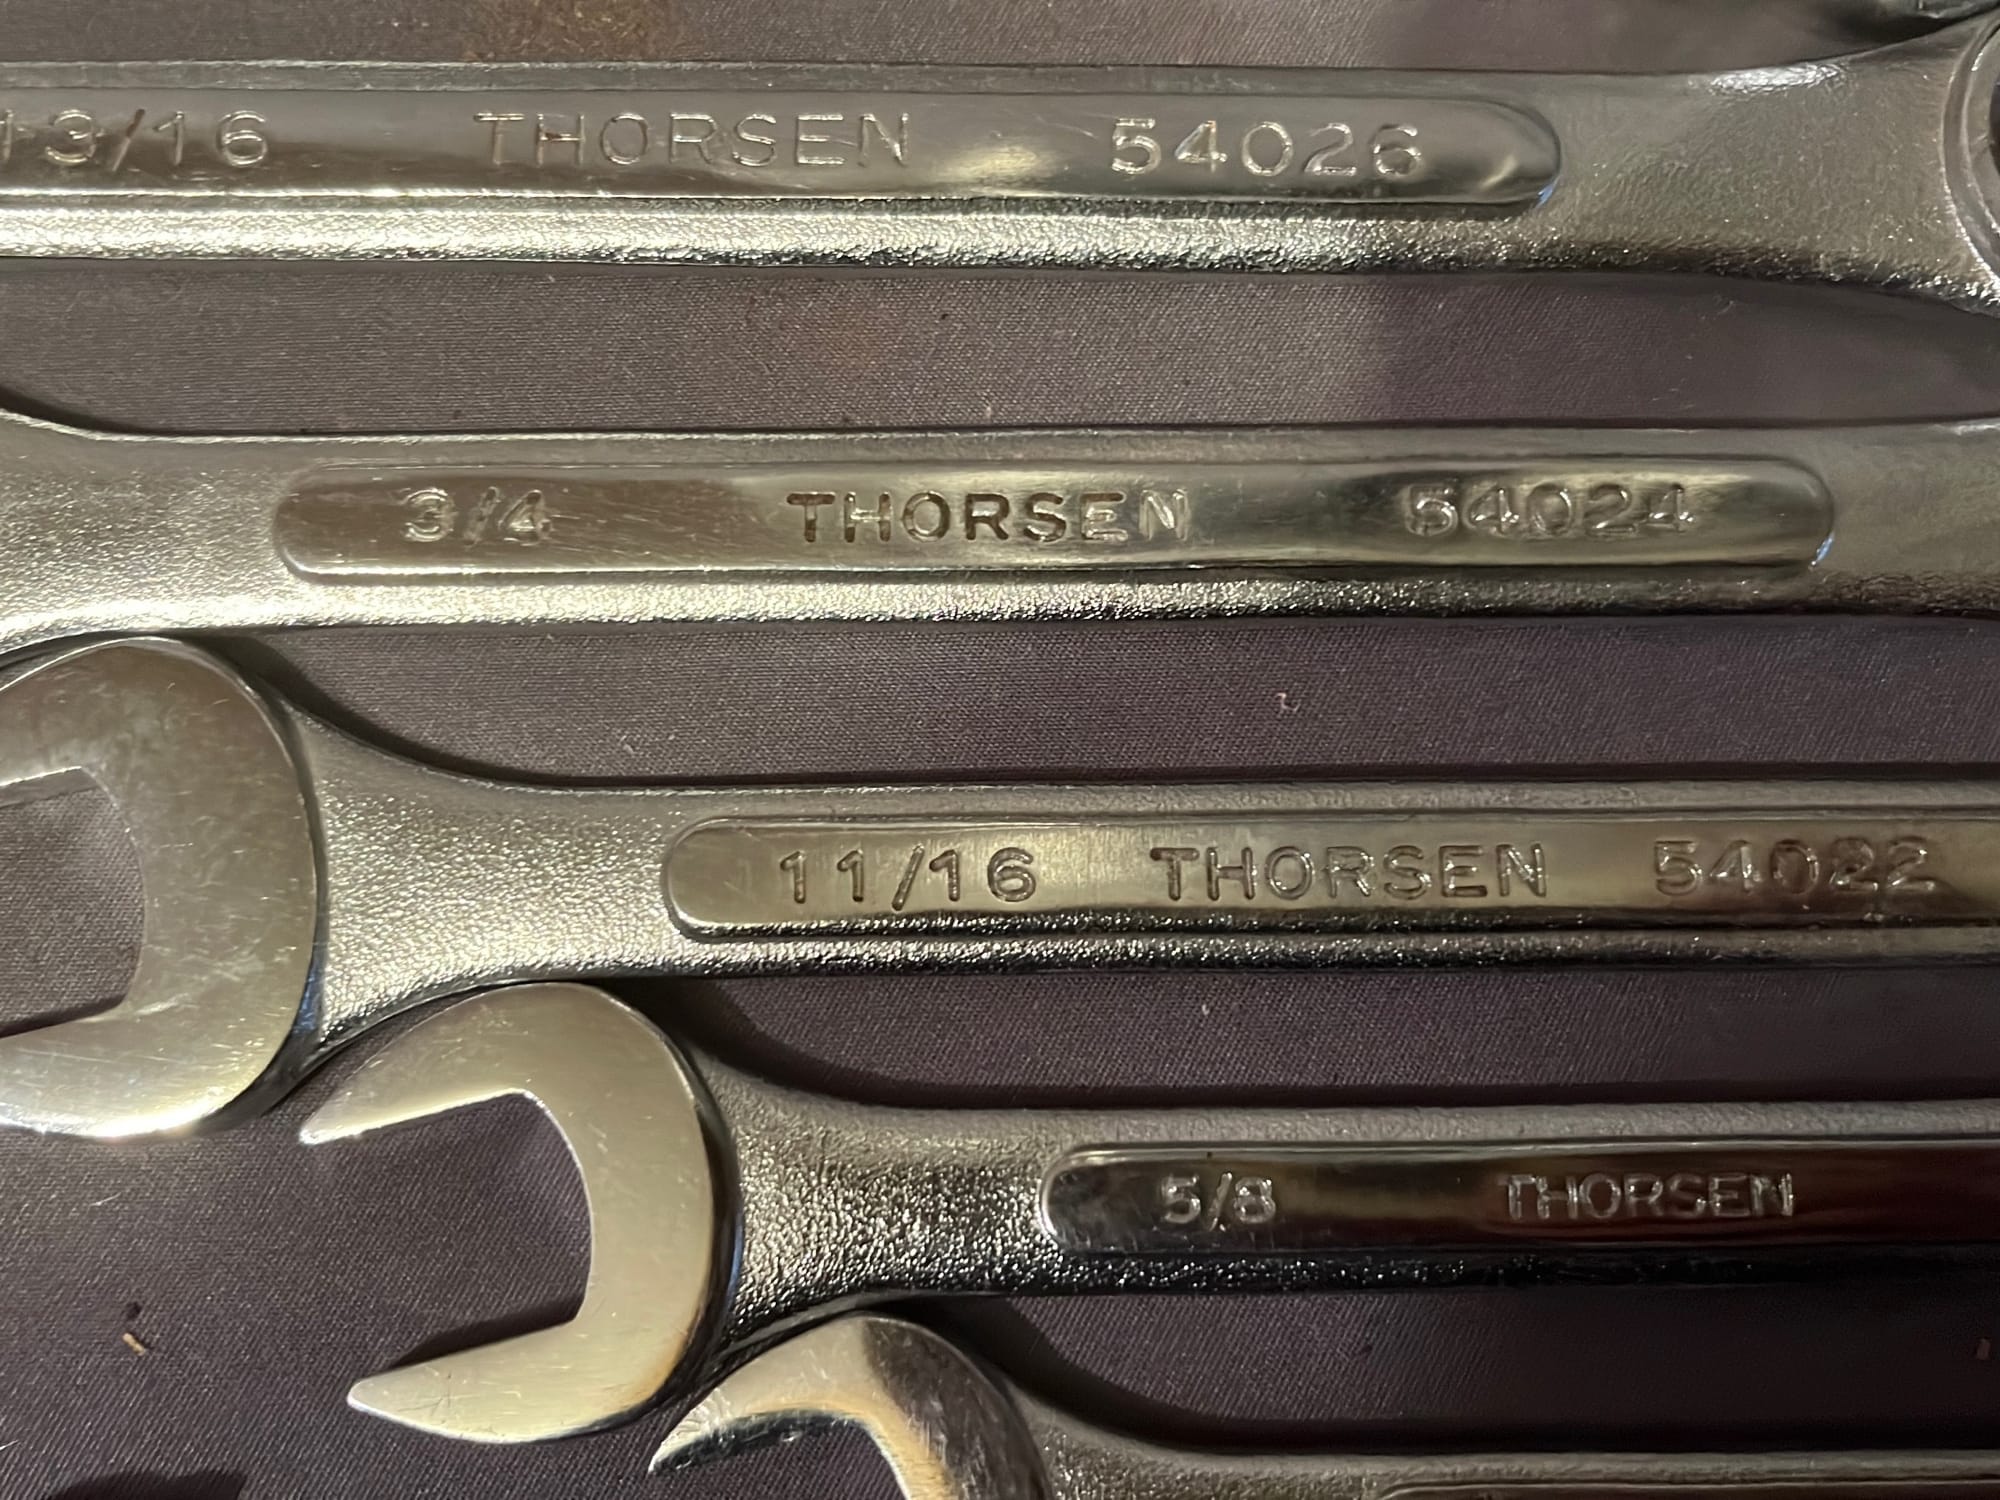 13/16 THORSEN 54026
3/4 THORSEN 54024
11/16 THORSEN 54022
5/8 THORSEN